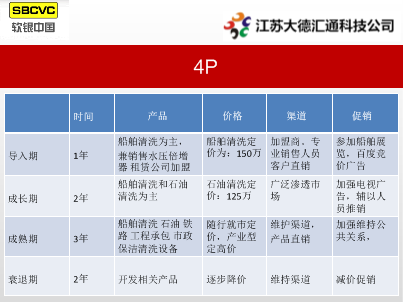 SBCVC
软银中国
江苏大德汇通科技公司
4P
时间 产品 价格 渠道 促销
导入期 1年 船舶清洗为主，兼销售水压倍增器 租赁公司加盟 船舶清洗定价为：150万 加盟商。专业销售人员客户直销 参加船舶展览，百度竞价广告
成长期 2年 船舶清洗和石油清洗为主 石油清洗定价：125万 广泛渗透市场 加强电视广告，辅以人员推销
成熟期 3年 船舶清洗 石油 铁路 工程承包 市政保洁清洗设备 随行就市定价，产业型定高价 维护渠道，产品直销 加强维持公共关系，
衰退期 2年 开发相关产品 逐步降价 维持渠道 减价促销